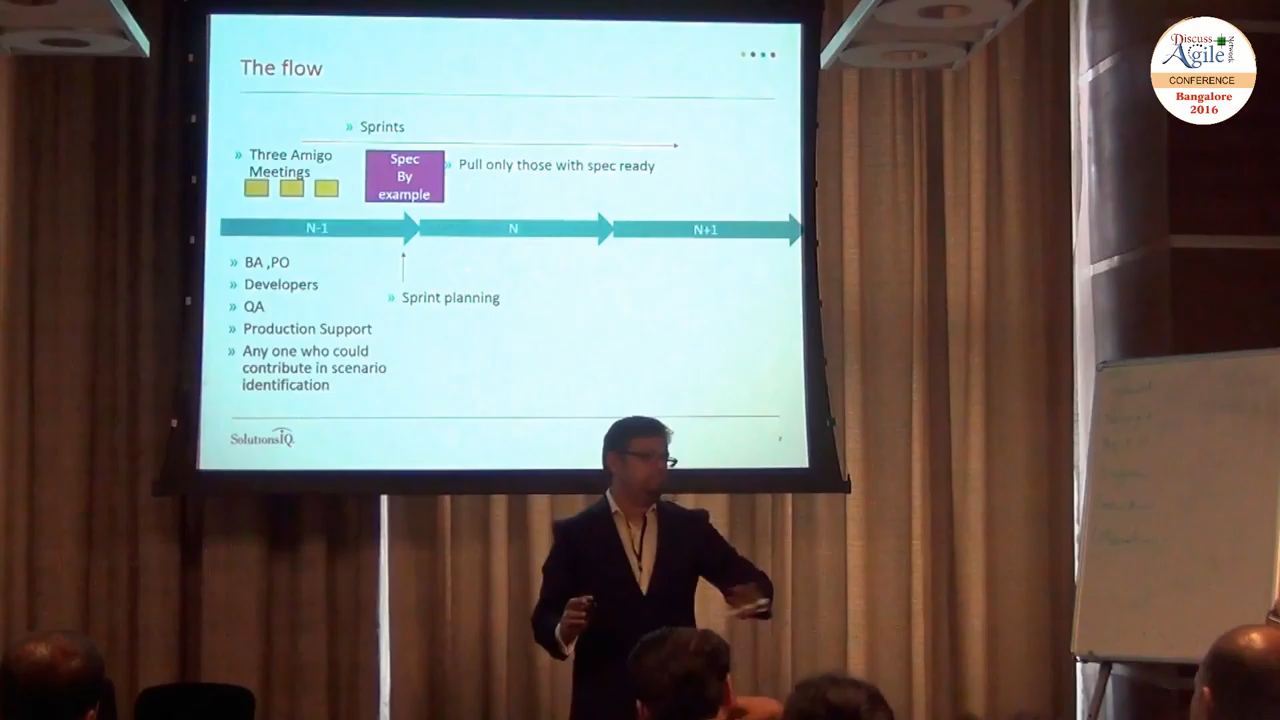 The flow
» Sprints
» Three Amigo
Meetings
Spec
By
example
» Pull only those with spec ready
N-1
N
N+1
» BA ,PO
» Developers
» QA
» Production Support
» Any one who could
contribute in scenario
identification
» Sprint planning
SolutionsIQ
Discuss
Agile
Network
CONFERENCE
Bangalore
2016